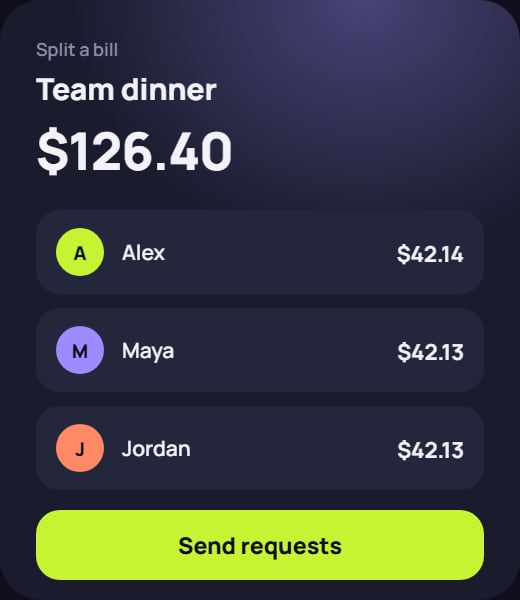 Split a bill
Team dinner
$126.40
A Alex $42.14
M Maya $42.13
J Jordan $42.13
Send requests